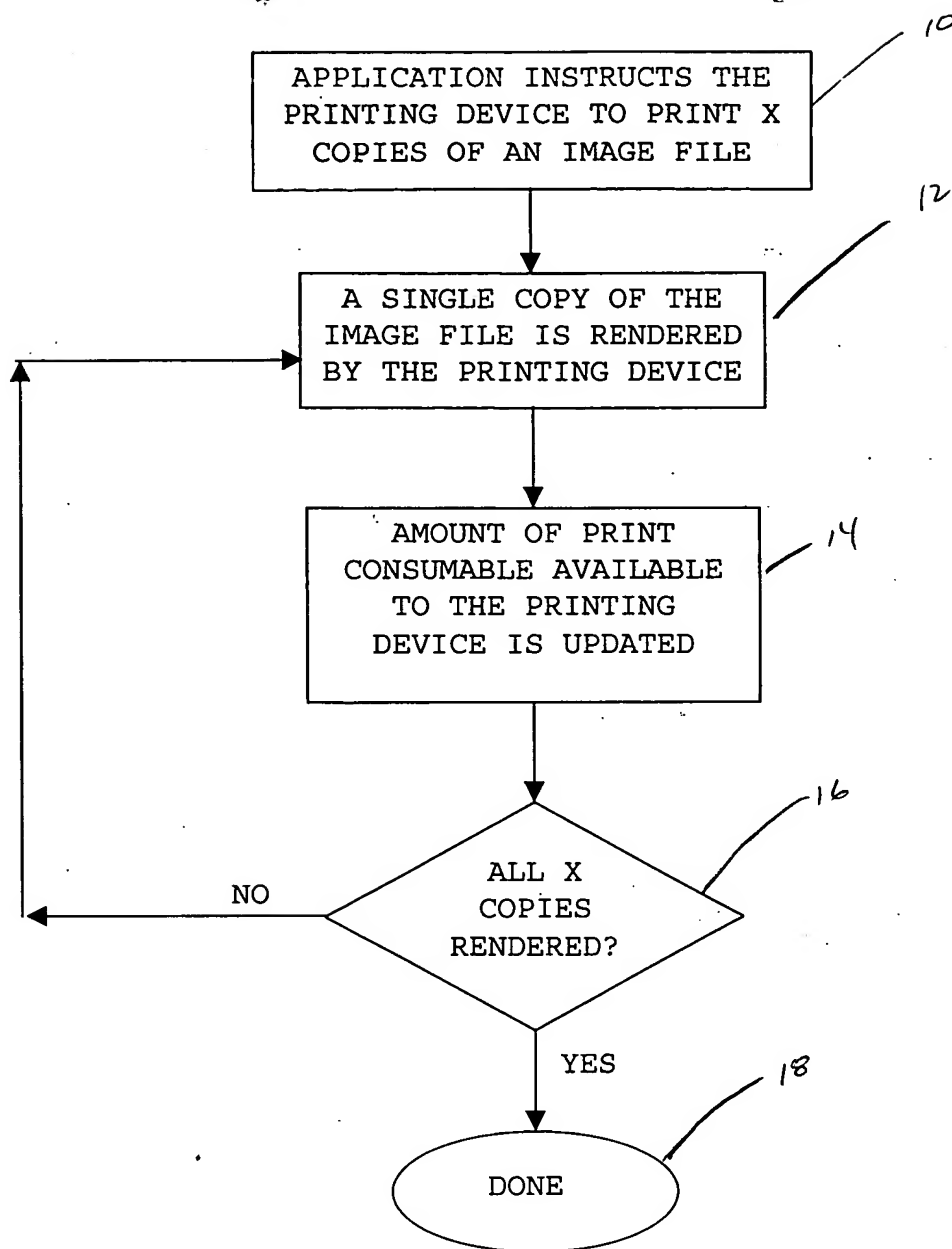 10
APPLICATION INSTRUCTS THE
PRINTING DEVICE TO PRINT X
COPIES OF AN IMAGE FILE
12
A SINGLE COPY OF THE
IMAGE FILE IS RENDERED
BY THE PRINTING DEVICE
14
AMOUNT OF PRINT
CONSUMABLE AVAILABLE
TO THE PRINTING
DEVICE IS UPDATED
16
ALL X
COPIES
RENDERED?
NO
YES
18
DONE